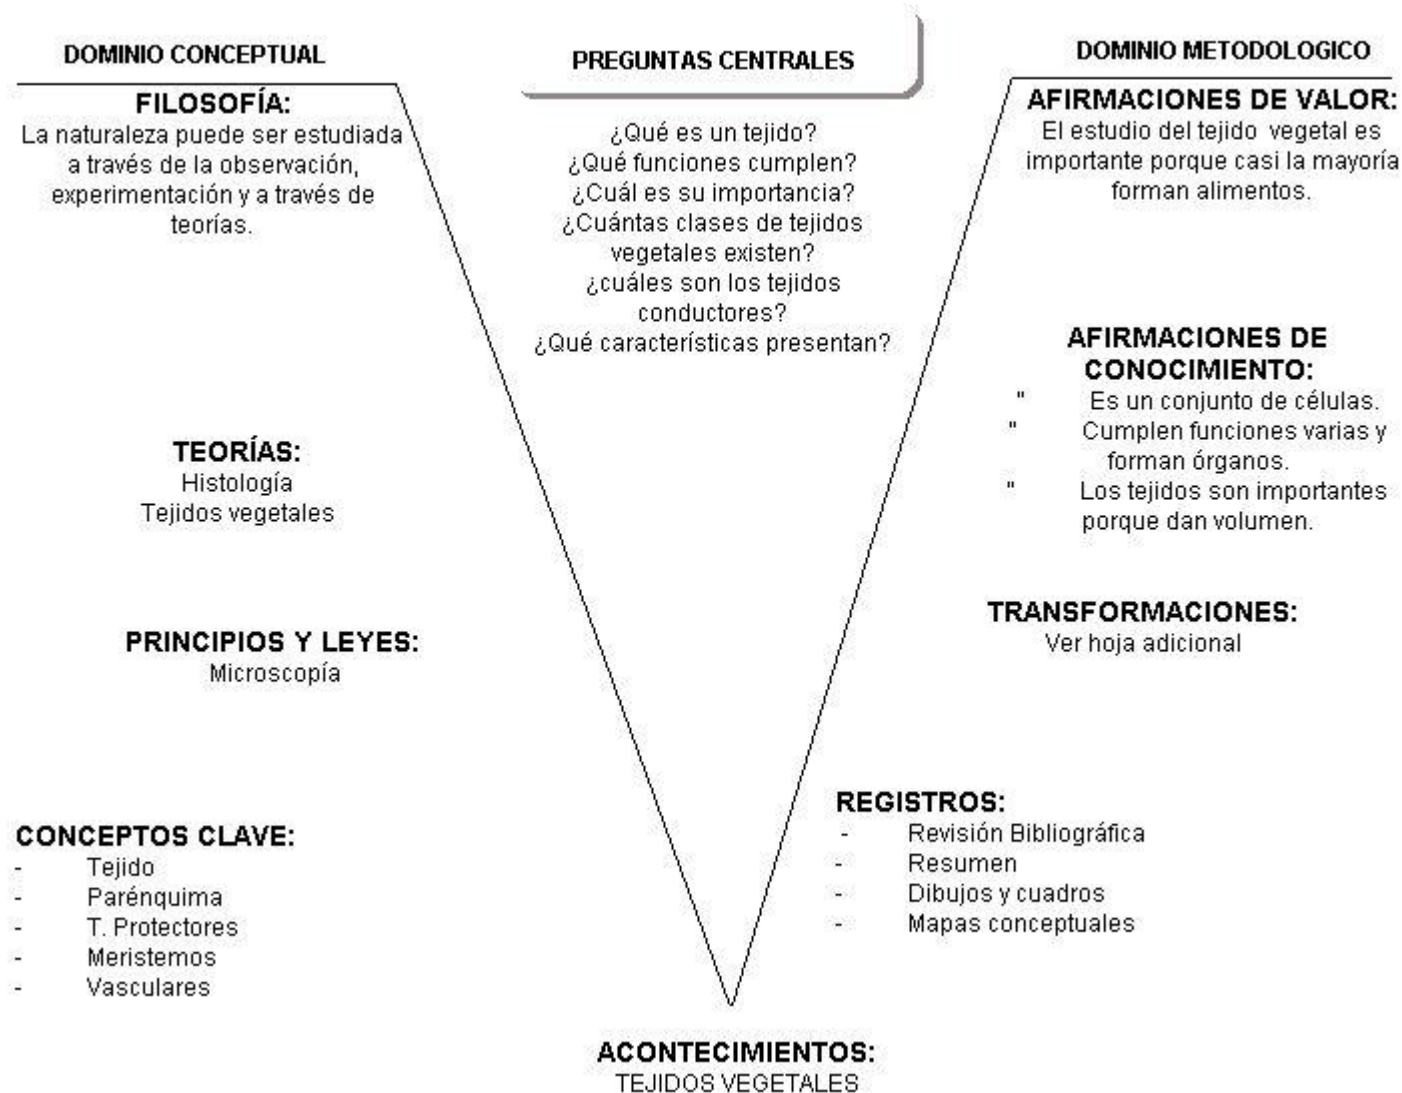 DOMINIO CONCEPTUAL
FILOSOFÍA:
La naturaleza puede ser estudiada
a través de la observación,
experimentación y a través de
teorías.
TEORÍAS:
Histología
Tejidos vegetales
PRINCIPIOS Y LEYES:
Microscopía
CONCEPTOS CLAVE:
- Tejido
- Parénquima
- T. Protectores
- Meristemos
- Vasculares
PREGUNTAS CENTRALES
¿Qué es un tejido?
¿Qué funciones cumplen?
¿Cuál es su importancia?
¿Cuántas clases de tejidos
vegetales existen?
¿cuáles son los tejidos
conductores?
¿Qué características presentan?
DOMINIO METODOLOGICO
AFIRMACIONES DE VALOR:
El estudio del tejido vegetal es
importante porque casi la mayoría
forman alimentos.
AFIRMACIONES DE
CONOCIMIENTO:
" Es un conjunto de células.
" Cumplen funciones varias y
forman órganos.
" Los tejidos son importantes
porque dan volumen.
TRANSFORMACIONES:
Ver hoja adicional
REGISTROS:
- Revisión Bibliográfica
- Resumen
- Dibujos y cuadros
- Mapas conceptuales
ACONTECIMIENTOS:
TEJIDOS VEGETALES